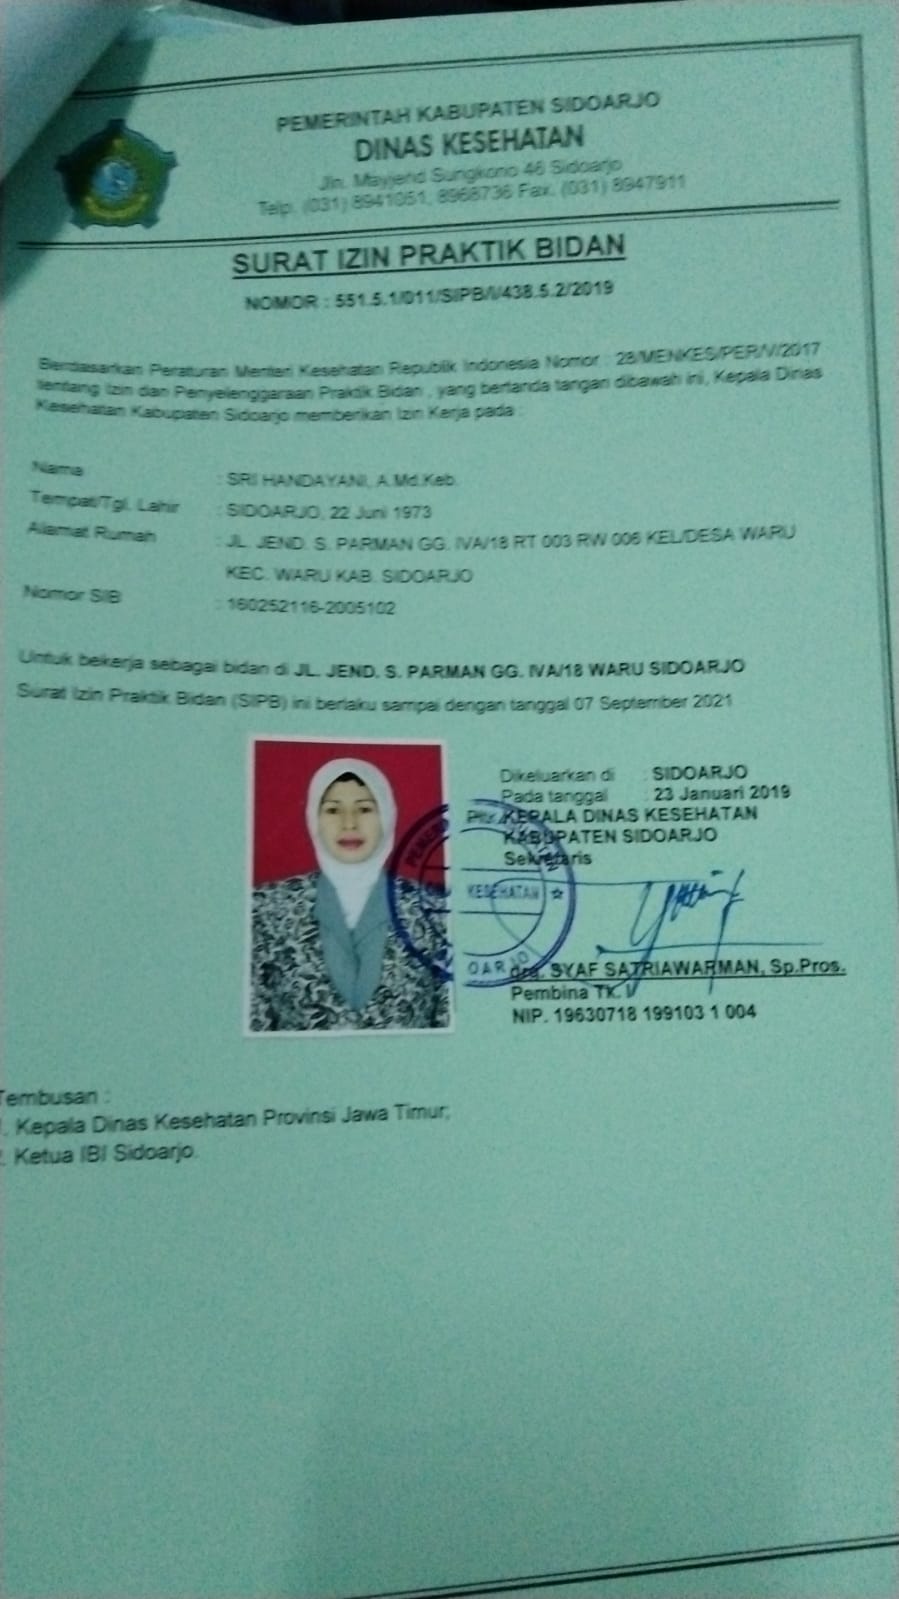 PEMERINTAH KABUPATEN SIDOARJO
DINAS KESEHATAN
Jln. Mayjend Sungkono 46 Sidoarjo
Telp. (031) 8941051, 8968736 Fax. (031) 8947911
SURAT IZIN PRAKTIK BIDAN
NOMOR : 551.5.1/011/SIPB/I/438.5.2/2019
Berdasarkan Peraturan Menteri Kesehatan Republik Indonesia Nomor : 28/MENKES/PER/V/2017
tentang Izin dan Penyelenggaraan Praktik Bidan , yang bertanda tangan dibawah ini, Kepala Dinas
Kesehatan Kabupaten Sidoarjo memberikan Izin Kerja pada :
Nama : SRI HANDAYANI, A.Md.Keb.
Tempat/Tgl. Lahir : SIDOARJO, 22 Juni 1973
Alamat Rumah : JL. JEND. S. PARMAN GG. IVA/18 RT 003 RW 006 KEL/DESA WARU
KEC. WARU KAB. SIDOARJO
Nomor SIB : 160252116-2005102
Untuk bekerja sebagai bidan di JL. JEND. S. PARMAN GG. IVA/18 WARU SIDOARJO
Surat Izin Praktik Bidan (SIPB) ini berlaku sampai dengan tanggal 07 September 2021
Dikeluarkan di : SIDOARJO
Pada tanggal : 23 Januari 2019
KEPALA DINAS KESEHATAN
KABUPATEN SIDOARJO
Sekretaris
KESEHATAN
drg. SYAF SATRIAWARMAN, Sp.Pros.
Pembina Tk. I
NIP. 19630718 199103 1 004
Tembusan :
1. Kepala Dinas Kesehatan Provinsi Jawa Timur;
2. Ketua IBI Sidoarjo.